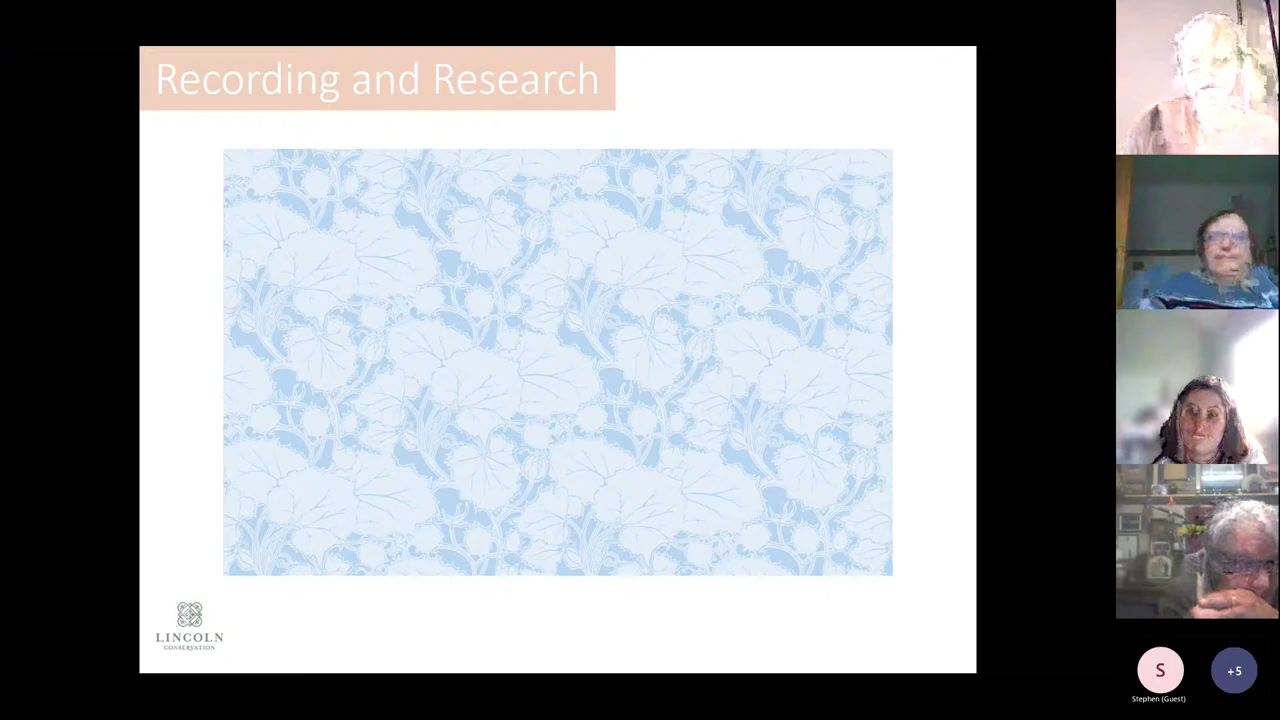 Recording and Research
LINCOLN
CONSERVATION
S
+5
Stephen (Guest)